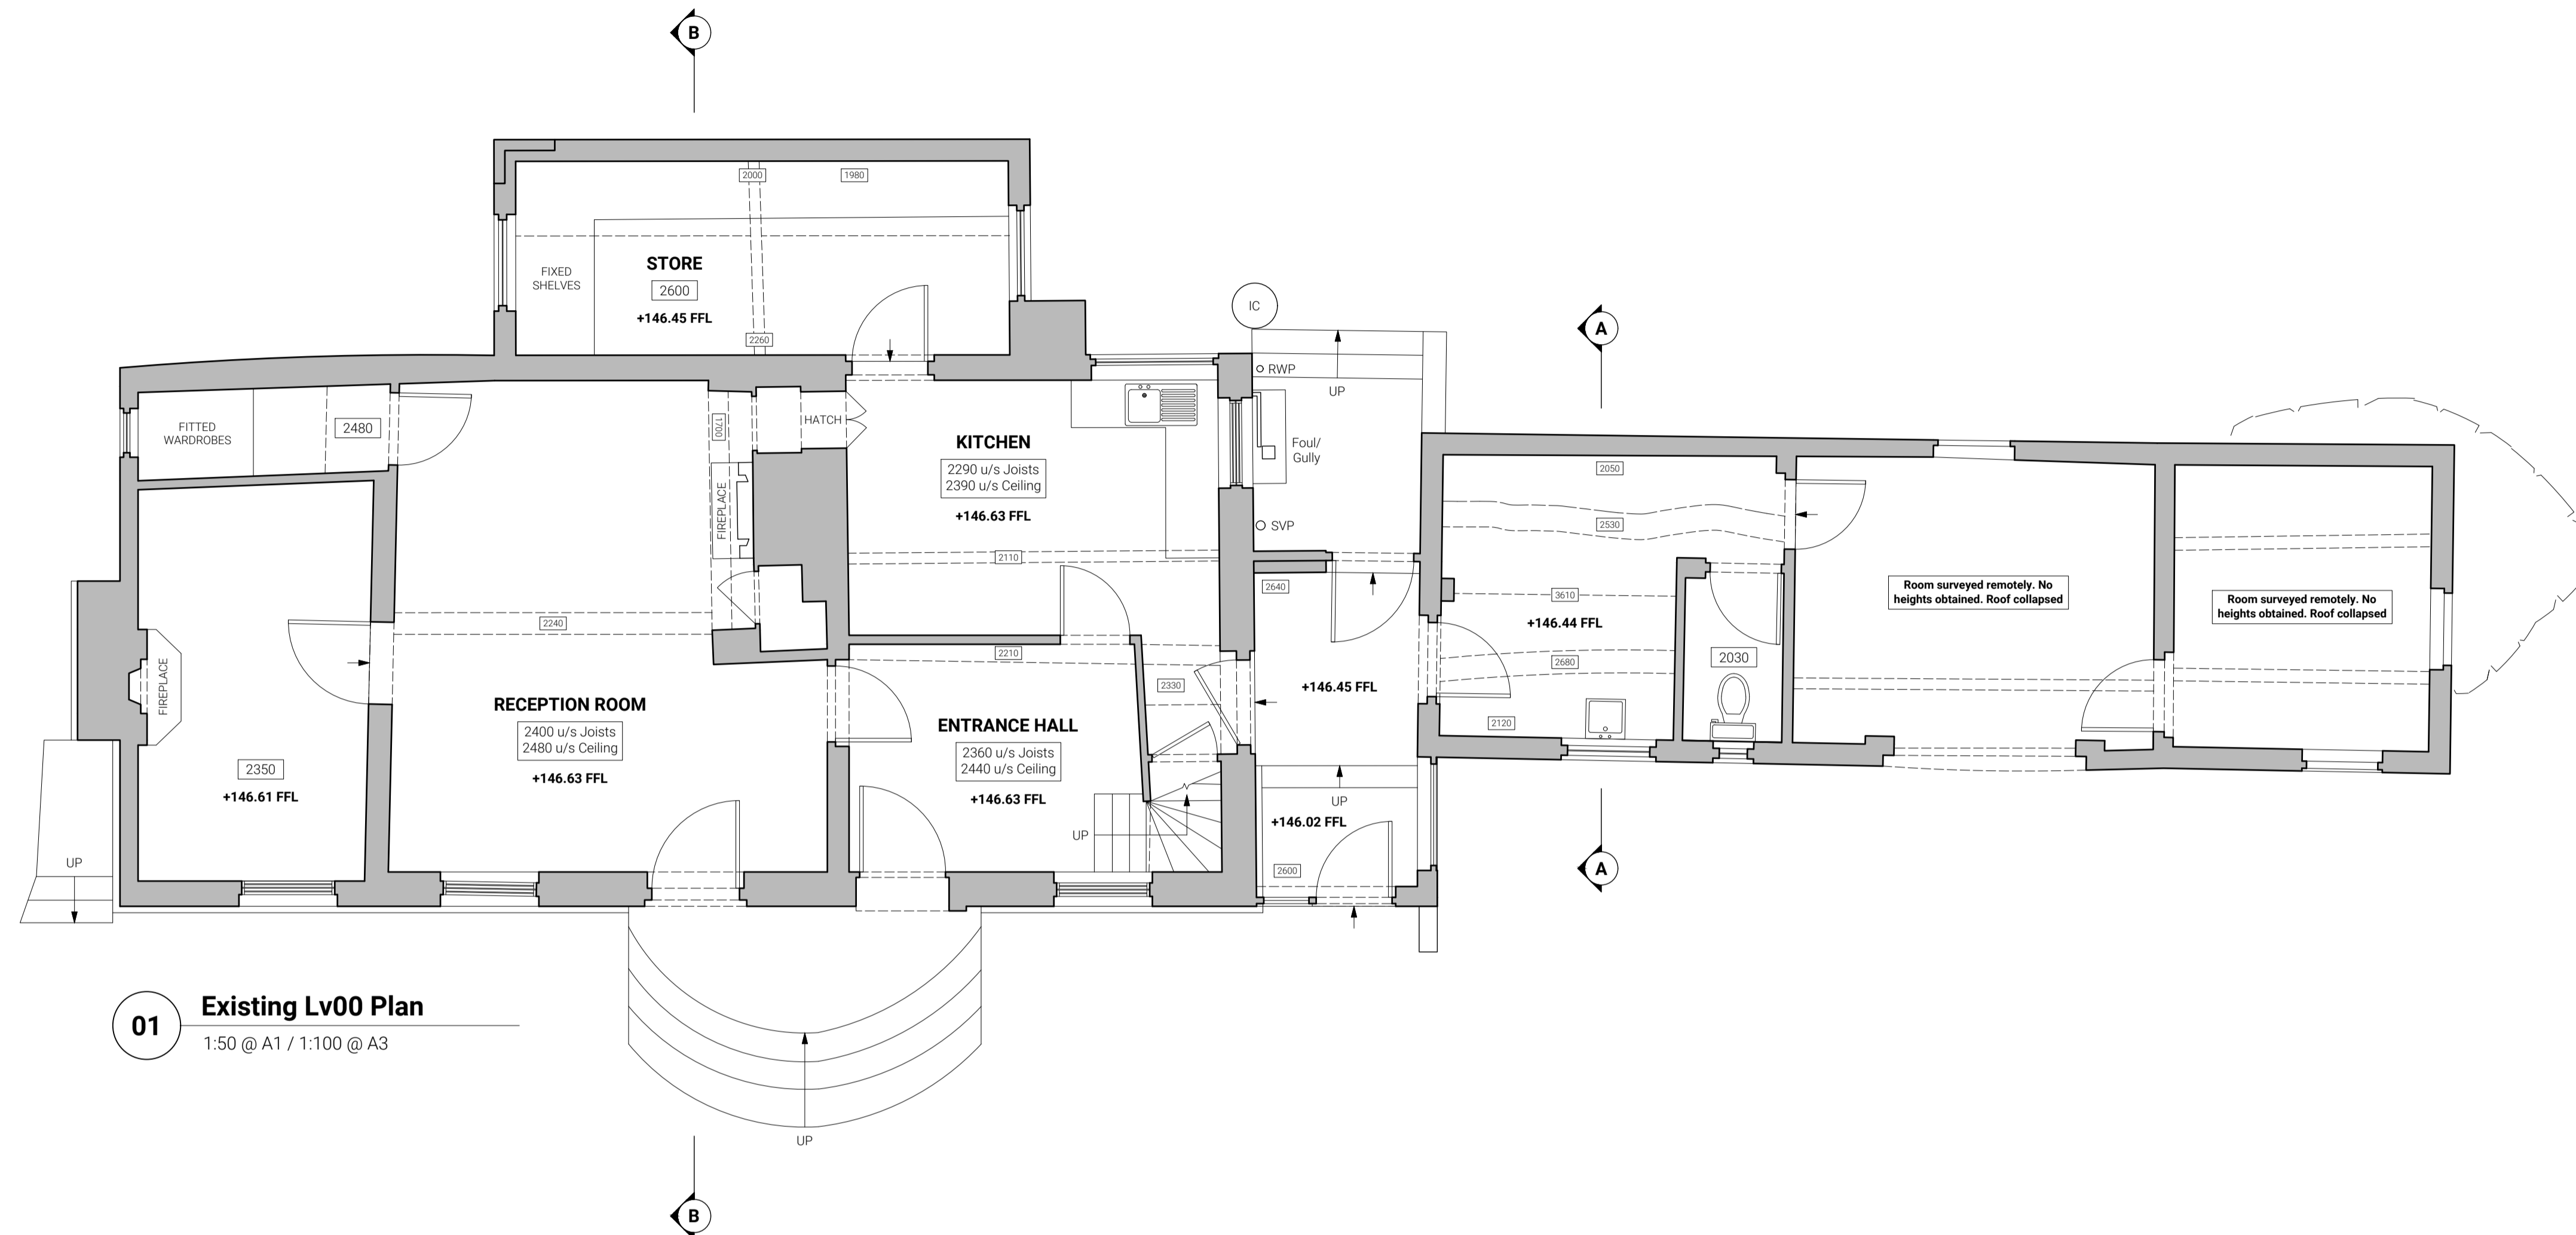 B
2000
1980
STORE
2600
+146.45 FFL
FIXED
SHELVES
2260
IC
A
RWP
UP
FITTED
WARDROBES
2480
1700
HATCH
KITCHEN
2290 u/s Joists
2390 u/s Ceiling
+146.63 FFL
Foul/
Gully
SVP
FIREPLACE
2050
2530
2110
2640
3610
+146.44 FFL
2680
2030
2120
Room surveyed remotely. No
heights obtained. Roof collapsed
Room surveyed remotely. No
heights obtained. Roof collapsed
2240
2210
2330
+146.45 FFL
FIREPLACE
RECEPTION ROOM
2400 u/s Joists
2480 u/s Ceiling
+146.63 FFL
ENTRANCE HALL
2360 u/s Joists
2440 u/s Ceiling
+146.63 FFL
2350
+146.61 FFL
UP
UP
UP
+146.02 FFL
2600
A
01
Existing Lv00 Plan
1:50 @ A1 / 1:100 @ A3
UP
B